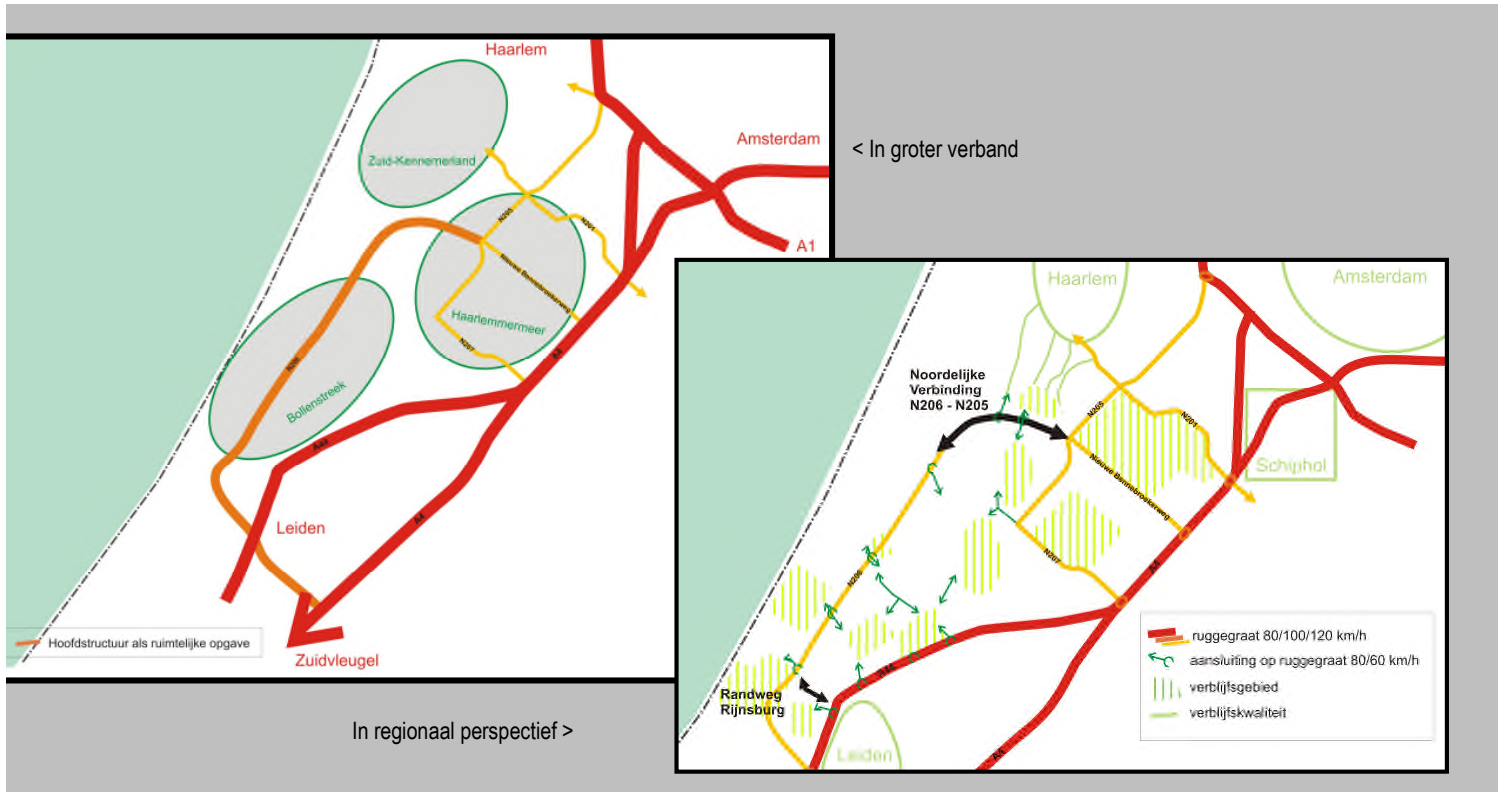 Haarlem
Amsterdam
Zuid-Kennemerland
N205
N201
A1
Nieuwe Bennebroekerweg
Haarlemmermeer
N207
A4
N206
Bollenstreek
A44
A4
Leiden
Hoofdstructuur als ruimtelijke opgave
Zuidvleugel
< In groter verband
In regionaal perspectief >
Haarlem
Amsterdam
Noordelijke
Verbinding
N206 - N205
N205
N201
Schiphol
Nieuwe Bennebroekerweg
N207
A4
N206
A44
Randweg
Rijnsburg
Leiden
A4
ruggegraat 80/100/120 km/h
aansluiting op ruggegraat 80/60 km/h
verblijfsgebied
verblijfskwaliteit